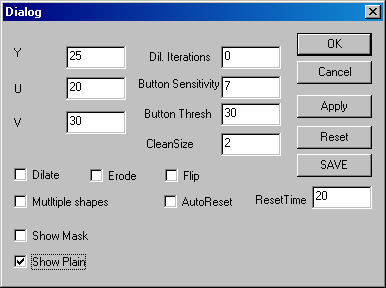 Dialog
Y 25 Dil. Iterations 0 OK
U 20 Button Sensitivity 7 Cancel
V 30 Button Thresh 30 Apply
CleanSize 2 Reset
SAVE
Dilate Erode Flip
Mutltiple shapes AutoReset ResetTime 20
Show Mask
Show Plain